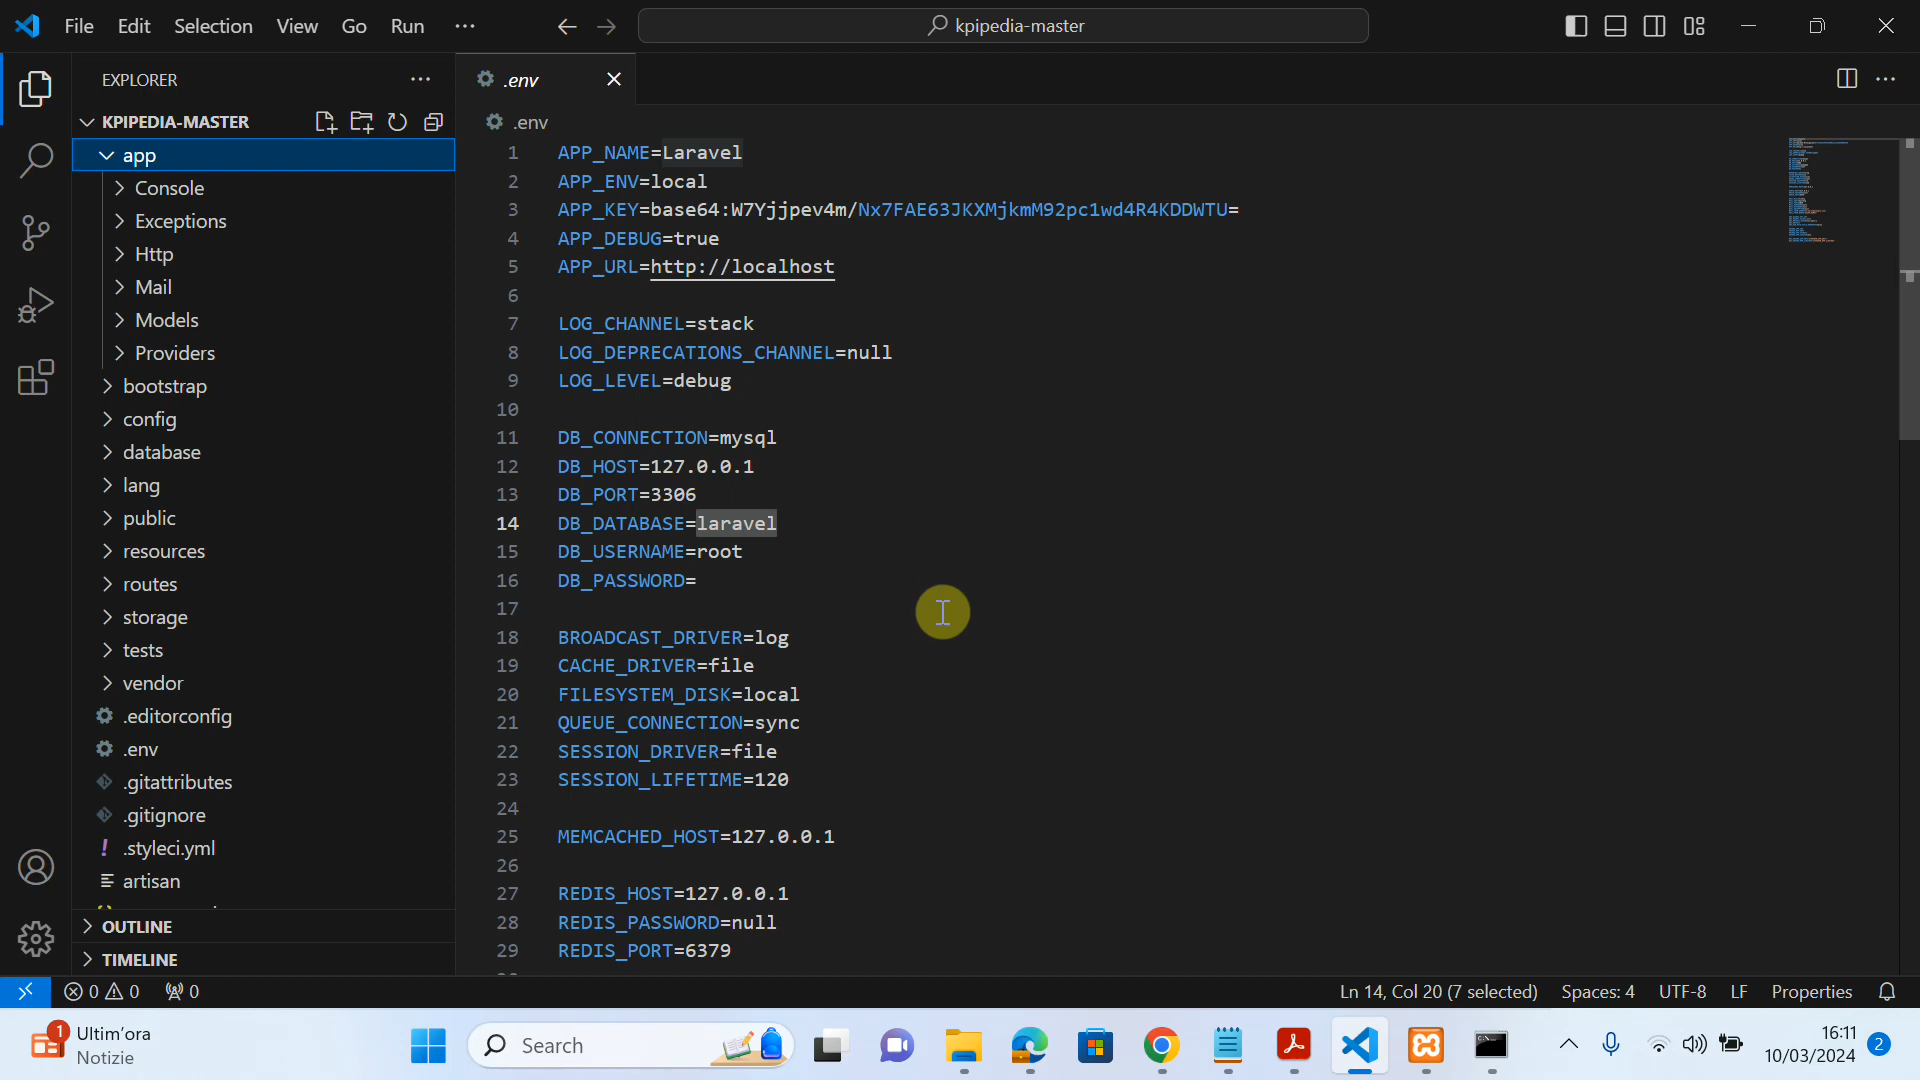 File Edit Selection View Go Run
kpipedia-master
EXPLORER
.env
KPIPEDIA-MASTER
.env
app
Console
Exceptions
Http
Mail
Models
Providers
bootstrap
config
database
lang
public
resources
routes
storage
tests
vendor
.editorconfig
.env
.gitattributes
.gitignore
.styleci.yml
artisan
OUTLINE
TIMELINE
1 APP_NAME=Laravel
2 APP_ENV=local
3 APP_KEY=base64:W7Yjjpev4m/Nx7FAE63JKXMjkmM92pc1wd4R4KDDWTU=
4 APP_DEBUG=true
5 APP_URL=http://localhost
6
7 LOG_CHANNEL=stack
8 LOG_DEPRECATIONS_CHANNEL=null
9 LOG_LEVEL=debug
10
11 DB_CONNECTION=mysql
12 DB_HOST=127.0.0.1
13 DB_PORT=3306
14 DB_DATABASE=laravel
15 DB_USERNAME=root
16 DB_PASSWORD=
17
18 BROADCAST_DRIVER=log
19 CACHE_DRIVER=file
20 FILESYSTEM_DISK=local
21 QUEUE_CONNECTION=sync
22 SESSION_DRIVER=file
23 SESSION_LIFETIME=120
24
25 MEMCACHED_HOST=127.0.0.1
26
27 REDIS_HOST=127.0.0.1
28 REDIS_PASSWORD=null
29 REDIS_PORT=6379
0 0 0
Ln 14, Col 20 (7 selected) Spaces: 4 UTF-8 LF Properties
1
Ultim'ora
Notizie
Search
16:11
10/03/2024
2